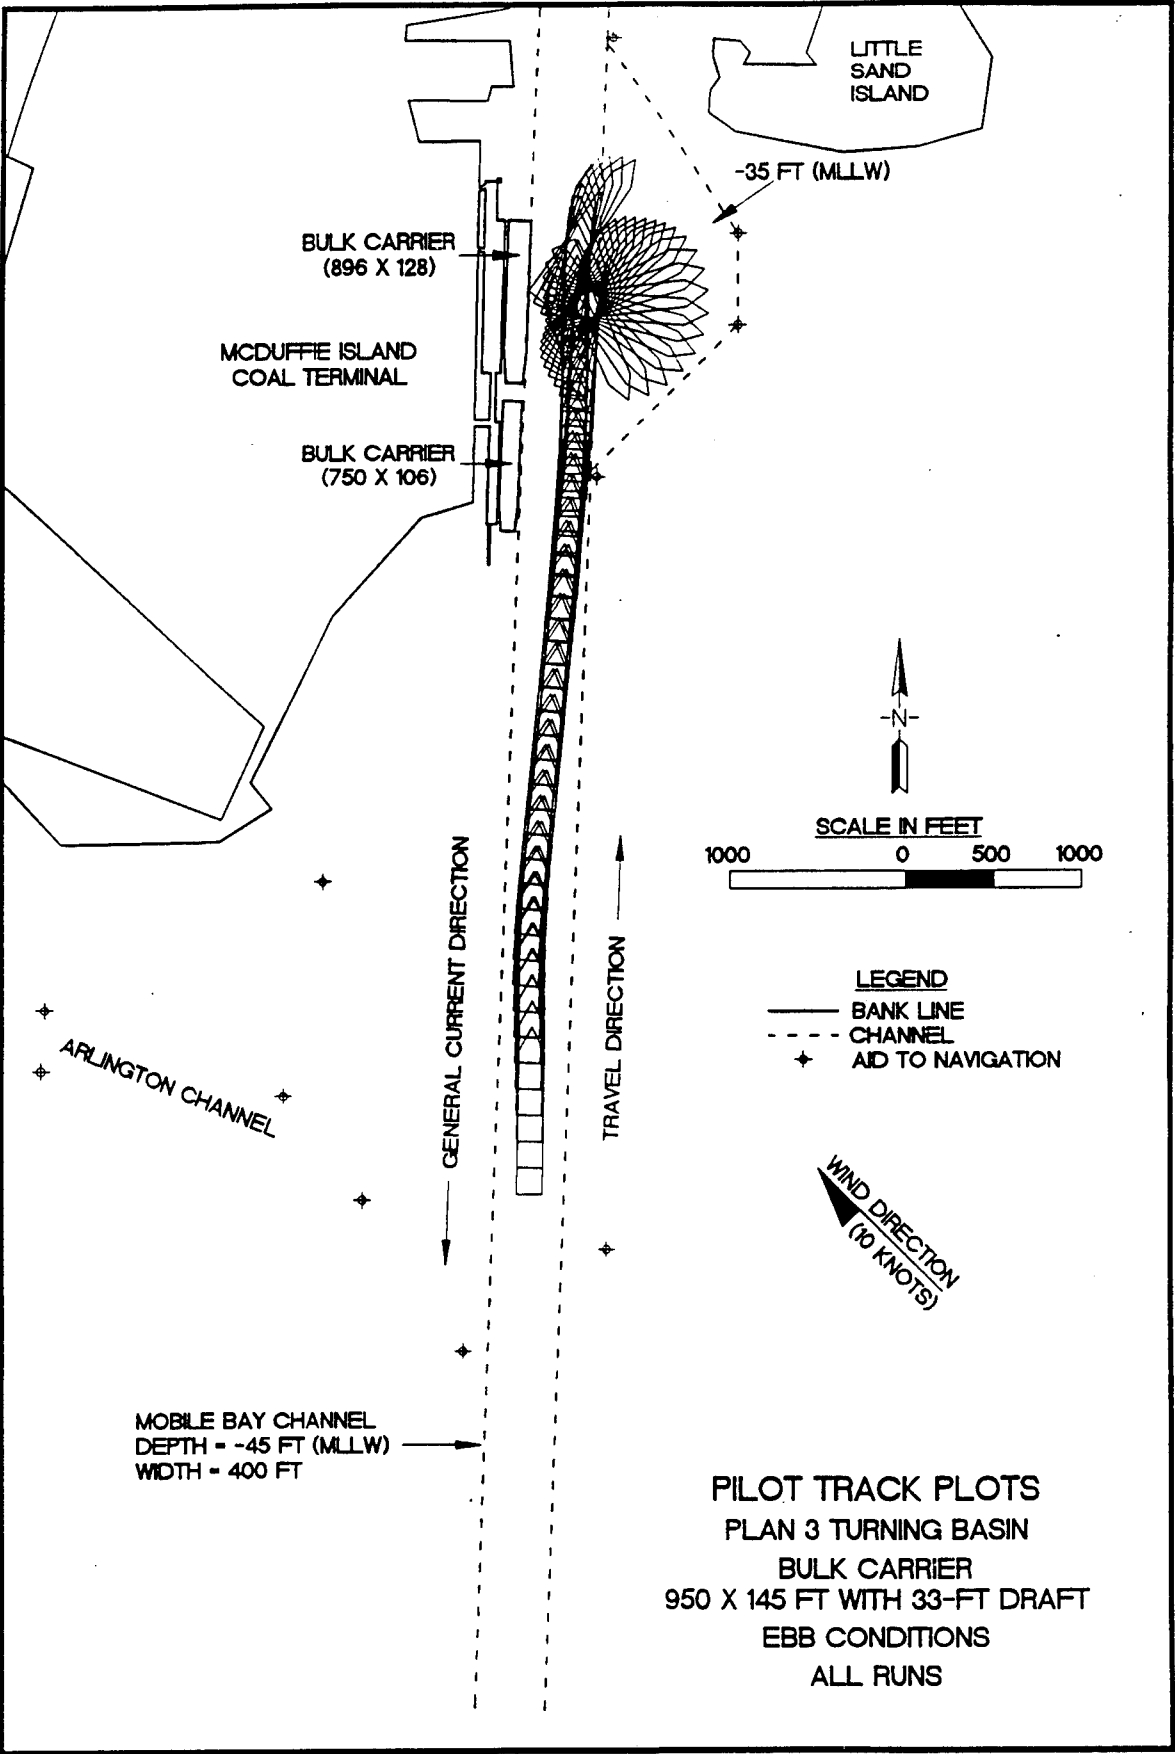 LITTLE
SAND
ISLAND
-35 FT (MLLW)
BULK CARRIER
(896 X 128)
MCDUFFIE ISLAND
COAL TERMINAL
BULK CARRIER
(750 X 106)
-N-
SCALE IN FEET
1000 0 500 1000
GENERAL CURRENT DIRECTION
TRAVEL DIRECTION
LEGEND
BANK LINE
CHANNEL
AID TO NAVIGATION
ARLINGTON CHANNEL
WIND DIRECTION
(10 KNOTS)
MOBILE BAY CHANNEL
DEPTH = -45 FT (MLLW)
WIDTH = 400 FT
PILOT TRACK PLOTS
PLAN 3 TURNING BASIN
BULK CARRIER
950 X 145 FT WITH 33-FT DRAFT
EBB CONDITIONS
ALL RUNS